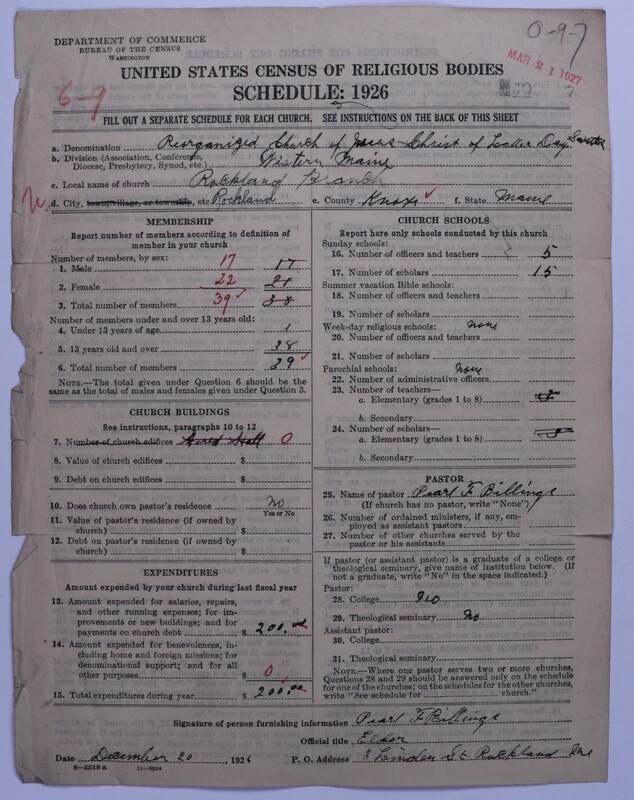 O-9-7
DEPARTMENT OF COMMERCE
BUREAU OF THE CENSUS
WASHINGTON
MAR 21 1927
UNITED STATES CENSUS OF RELIGIOUS BODIES
SCHEDULE: 1926
6-9
FILL OUT A SEPARATE SCHEDULE FOR EACH CHURCH. SEE INSTRUCTIONS ON THE BACK OF THIS SHEET
a. Denomination Reorganized Church of Jesus Christ of Latter Day Saints
b. Division (Association, Conference, Diocese, Presbytery, Synod, etc.) Western Maine
c. Local name of church Rockland Branch
d. City, town, village, or township, etc. Rockland e. County Knox ✓ f. State Maine
MEMBERSHIP
Report number of members according to definition of
member in your church
Number of members, by sex:
1. Male 17 17
2. Female 22 21
3. Total number of members 39 ✓ 38
Number of members under and over 13 years old:
4. Under 13 years of age 1
5. 13 years old and over 38
6. Total number of members 39 ✓
NOTE.—The total given under Question 6 should be the
same as the total of males and females given under Question 3.
CHURCH BUILDINGS
See instructions, paragraphs 10 to 12
7. Number of church edifices Hired Hall 0
8. Value of church edifices $
9. Debt on church edifices $
10. Does church own pastor's residence No
Yes or No
11. Value of pastor's residence (if owned by
church) $
12. Debt on pastor's residence (if owned by
church) $
EXPENDITURES
Amount expended by your church during last fiscal year
13. Amount expended for salaries, repairs,
and other running expenses; for im-
provements or new buildings; and for
payments on church debt $ 200.00
14. Amount expended for benevolences,
including home and foreign missions; for
denominational support; and for all
other purposes $ 0
15. Total expenditures during year $ 200.00
CHURCH SCHOOLS
Report here only schools conducted by this church
Sunday schools:
16. Number of officers and teachers 5
17. Number of scholars 15
Summer vacation Bible schools:
18. Number of officers and teachers
19. Number of scholars
Week-day religious schools: none
20. Number of officers and teachers
21. Number of scholars
Parochial schools: none
22. Number of administrative officers
23. Number of teachers—
a. Elementary (grades 1 to 8)
b. Secondary
24. Number of scholars—
a. Elementary (grades 1 to 8)
b. Secondary
PASTOR
25. Name of pastor Pearl F Billings
(If church has no pastor, write "None")
26. Number of ordained ministers, if any, em-
ployed as assistant pastors
27. Number of other churches served by the
pastor or his assistants
If pastor (or assistant pastor) is a graduate of a college or
theological seminary, give name of institution below. (If
not a graduate, write "No" in the space indicated.)
Pastor:
28. College No
29. Theological seminary No
Assistant pastor:
30. College
31. Theological seminary
NOTE.—Where one pastor serves two or more churches,
Questions 28 and 29 should be answered only on the schedule
for one of the churches; on the schedules for the other churches,
write "See schedule for church."
Signature of person furnishing information Pearl F Billings
Official title Elder
Date December 20, 1926 P. O. Address 3 Linden St Rockland Me
8-5518 a 11-8034